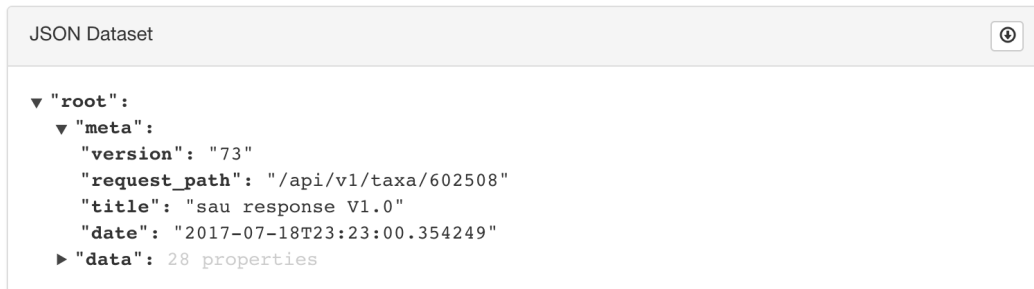 JSON Dataset
"root":
"meta":
"version": "73"
"request_path": "/api/v1/taxa/602508"
"title": "sau response V1.0"
"date": "2017-07-18T23:23:00.354249"
"data": 28 properties